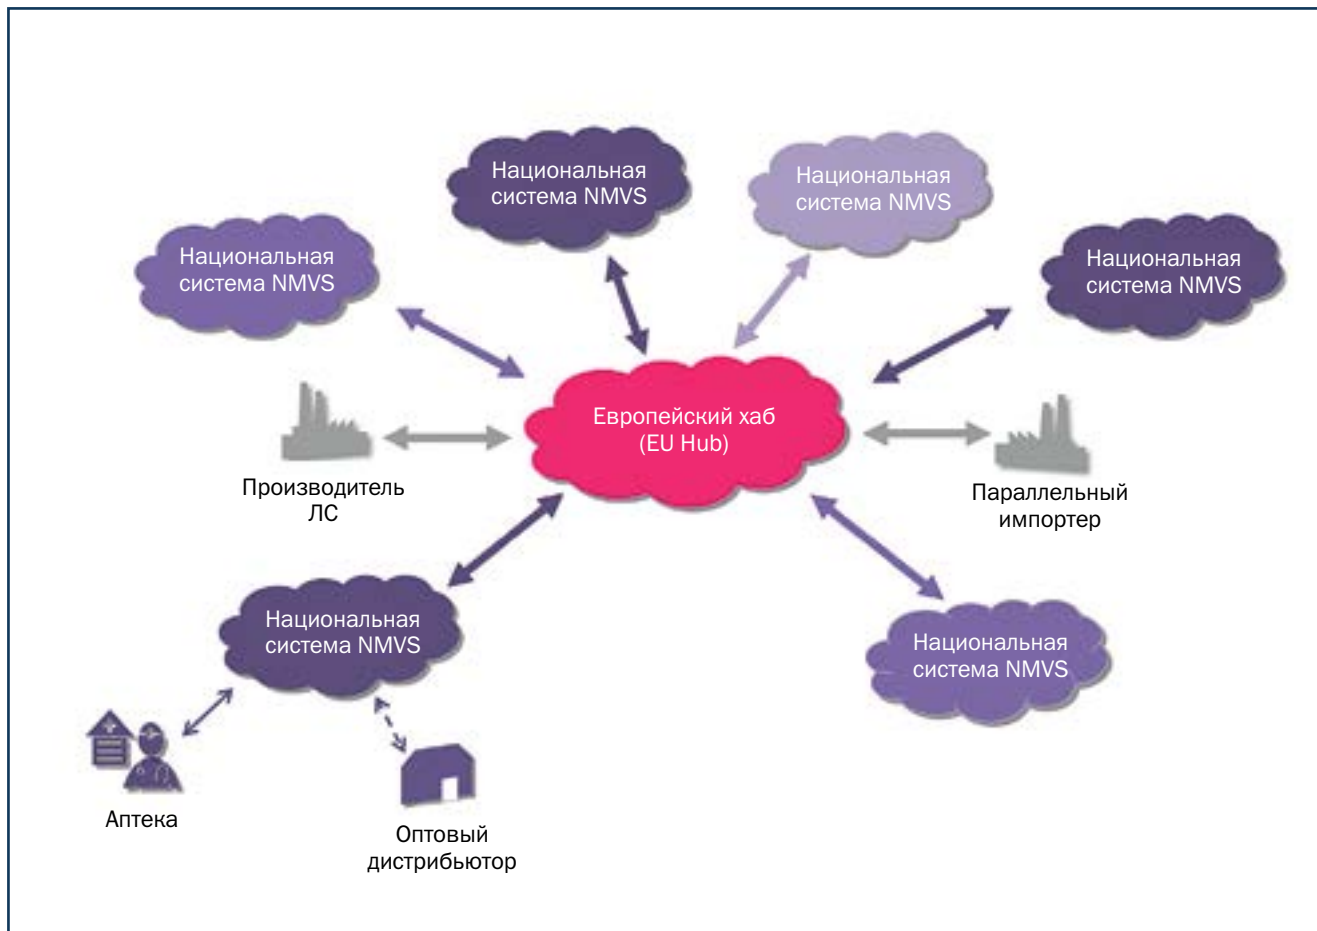 Национальная
система NMVS
Национальная
система NMVS
Национальная
система NMVS
Национальная
система NMVS
Европейский хаб
(EU Hub)
Производитель
ЛС
Параллельный
импортер
Национальная
система NMVS
Национальная
система NMVS
Аптека
Оптовый
дистрибьютор